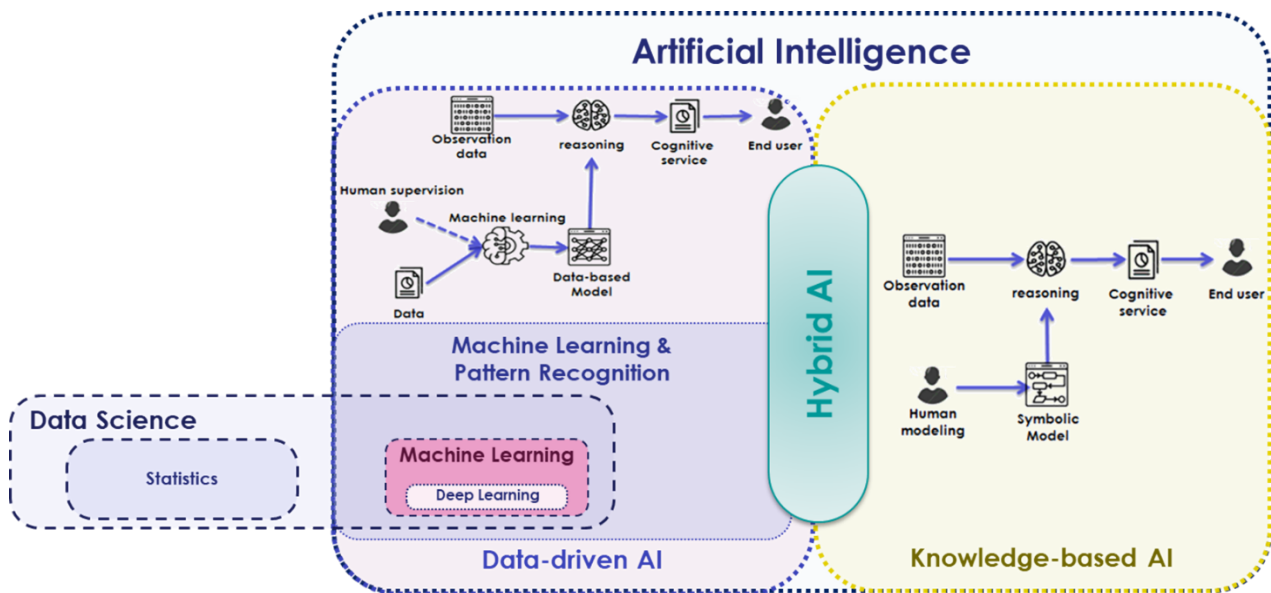 Artificial Intelligence
Observation
data
reasoning
Cognitive
service
End user
Human supervision
Machine learning
Data-based
Model
Data
Machine Learning &
Pattern Recognition
Data Science
Statistics
Machine Learning
Deep Learning
Data-driven AI
Hybrid AI
Observation
data
reasoning
Cognitive
service
End user
Human
modeling
Symbolic
Model
Knowledge-based AI